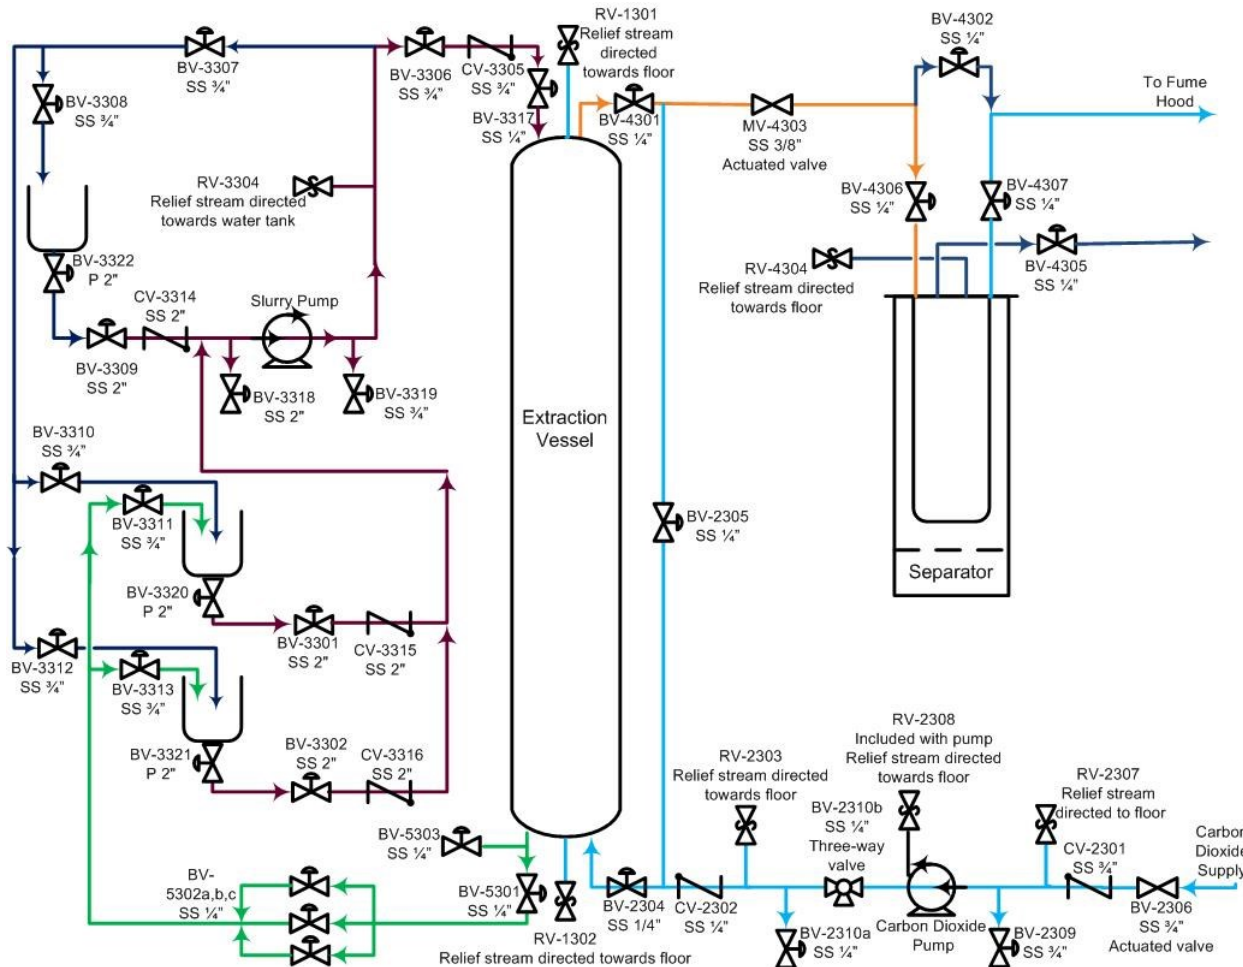 RV-1301
Relief stream
directed
towards floor
BV-4302
SS ¼"
BV-3307
SS ¾"
BV-3306
SS ¾"
CV-3305
SS ¾"
BV-3308
SS ¾"
BV-3317
SS ¼"
BV-4301
SS ¼"
MV-4303
SS 3/8"
Actuated valve
To Fume
Hood
RV-3304
Relief stream directed
towards water tank
BV-4306
SS ¼"
BV-4307
SS ¼"
BV-3322
P 2"
RV-4304
Relief stream directed
towards floor
BV-4305
SS ¼"
CV-3314
SS 2"
Slurry Pump
BV-3309
SS 2"
BV-3318
SS 2"
BV-3319
SS ¾"
Extraction
Vessel
BV-3310
SS ¾"
BV-3311
SS ¾"
BV-2305
SS ¼"
Separator
BV-3320
P 2"
BV-3301
SS 2"
CV-3315
SS 2"
BV-3312
SS ¾"
BV-3313
SS ¾"
BV-3321
P 2"
BV-3302
SS 2"
CV-3316
SS 2"
RV-2308
Included with pump
Relief stream directed
towards floor
RV-2303
Relief stream directed
towards floor
RV-2307
Relief stream
directed to floor
BV-2310b
SS ¼"
Three-way
valve
BV-5303
SS ¼"
CV-2301
SS ¾"
Carbon
Dioxide
Supply
BV-
5302a,b,c
SS ¼"
BV-5301
SS ¼"
BV-2304
SS 1/4"
CV-2302
SS ¼"
BV-2310a
SS ¼"
Carbon Dioxide
Pump
BV-2309
SS ¾"
BV-2306
SS ¾"
Actuated valve
RV-1302
Relief stream directed towards floor